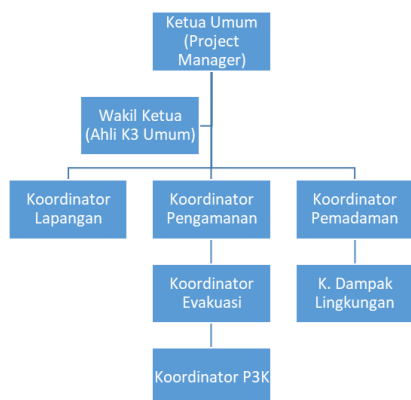 Ketua Umum
(Project
Manager)
Wakil Ketua
(Ahli K3 Umum)
Koordinator
Lapangan
Koordinator
Pengamanan
Koordinator
Pemadaman
Koordinator
Evakuasi
K. Dampak
Lingkungan
Koordinator P3K